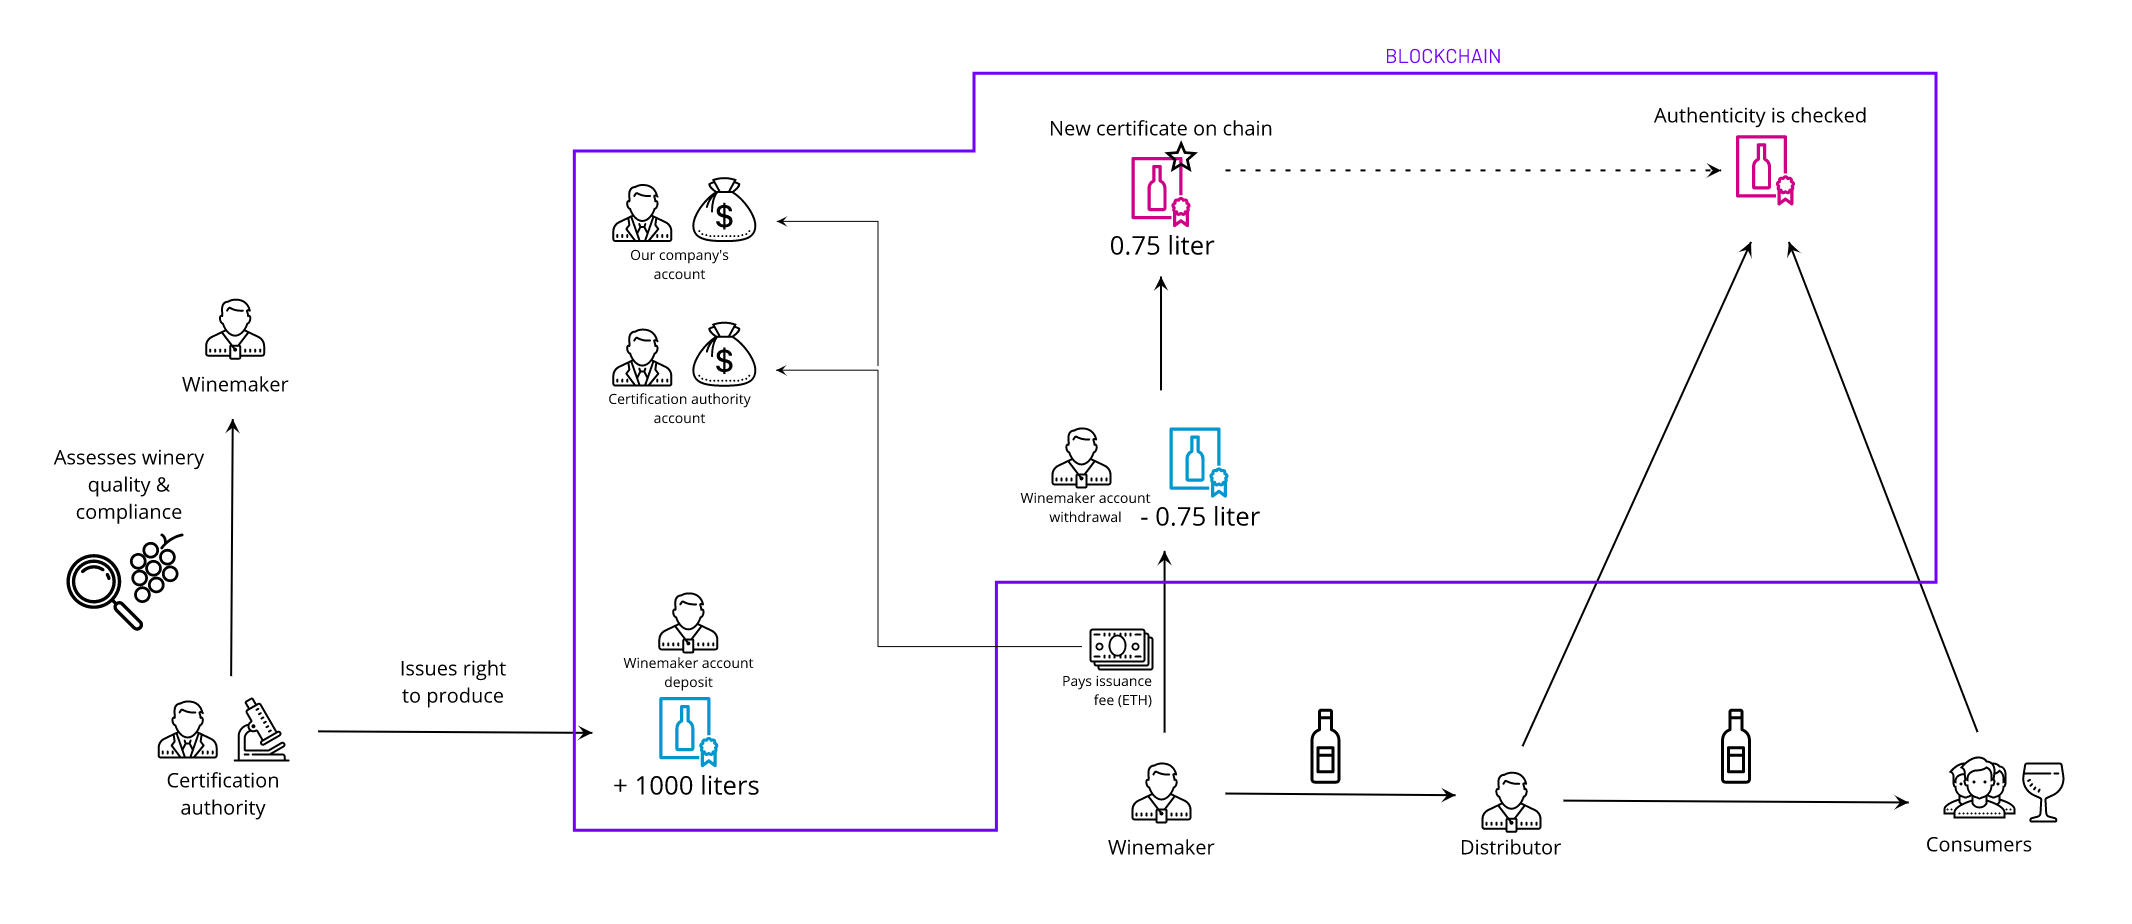 BLOCKCHAIN
New certificate on chain
Authenticity is checked
0.75 liter
$
Our company's
account
$
Certification authority
account
Winemaker
Assesses winery
quality &
compliance
Winemaker account
withdrawal
- 0.75 liter
Issues right
to produce
Winemaker account
deposit
+ 1000 liters
Pays issuance
fee (ETH)
Certification
authority
Winemaker
Distributor
Consumers